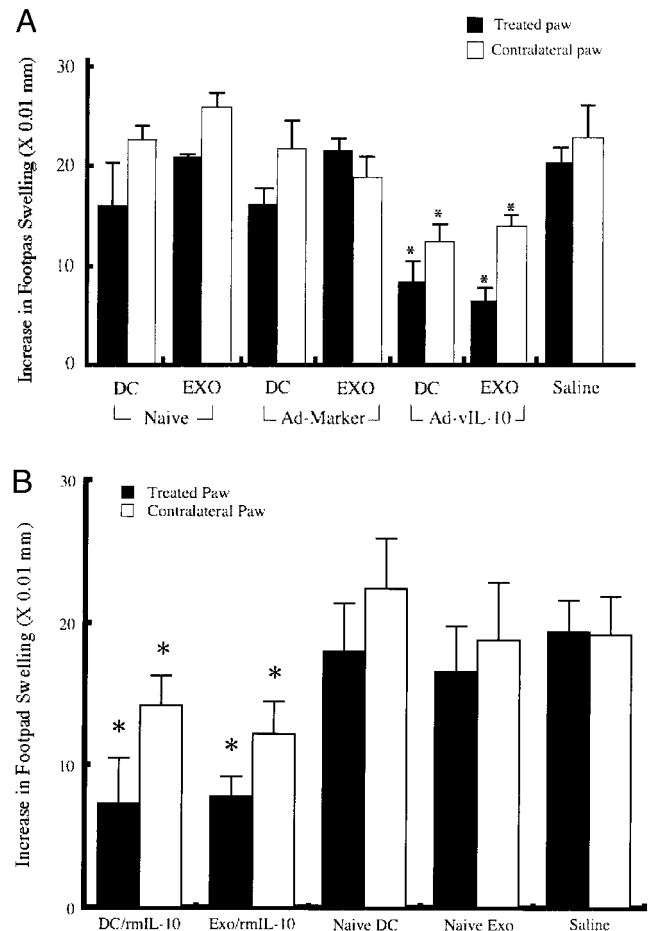 A
Treated paw
Contralateral paw
Increase in Footpas Swelling (X 0.01 mm)
30
20
10
0
DC EXO DC EXO DC EXO Saline
Naive Ad-Marker Ad-vIL-10
* * * *
B
Treated Paw
Contralateral Paw
Increase in Footpad Swelling (X 0.01 mm)
30
20
10
0
* * * *
DC/rmIL-10 Exo/rmIL-10 Naive DC Naive Exo Saline